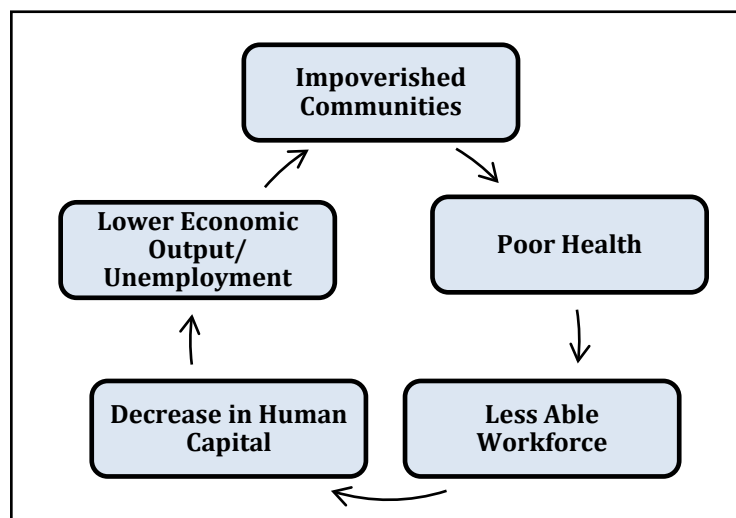 Impoverished
Communities
Poor Health
Less Able
Workforce
Decrease in Human
Capital
Lower Economic
Output/
Unemployment